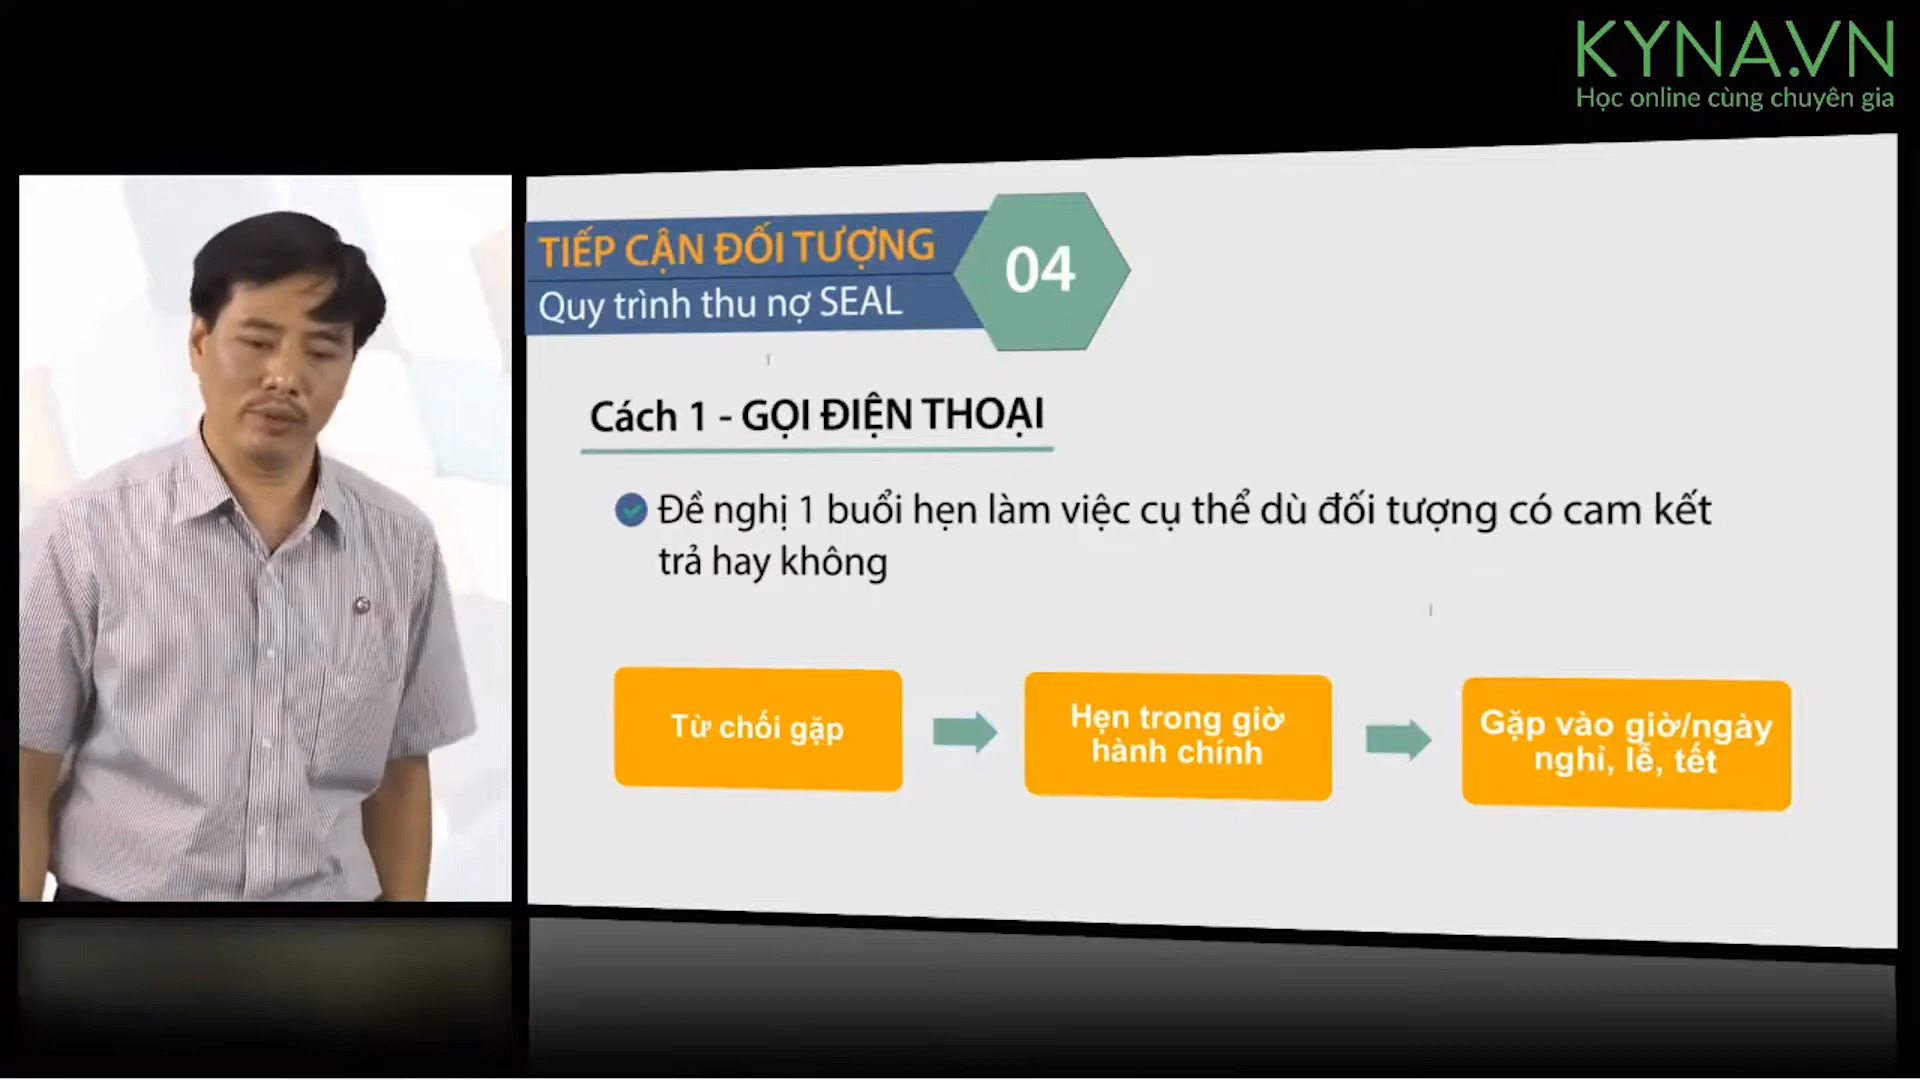 KYNA.VN
Học online cùng chuyên gia
TIẾP CẬN ĐỐI TƯỢNG
Quy trình thu nợ SEAL
04
Cách 1 - GỌI ĐIỆN THOẠI
Đề nghị 1 buổi hẹn làm việc cụ thể dù đối tượng có cam kết
trả hay không
Từ chối gặp
Hẹn trong giờ
hành chính
Gặp vào giờ/ngày
nghỉ, lễ, tết